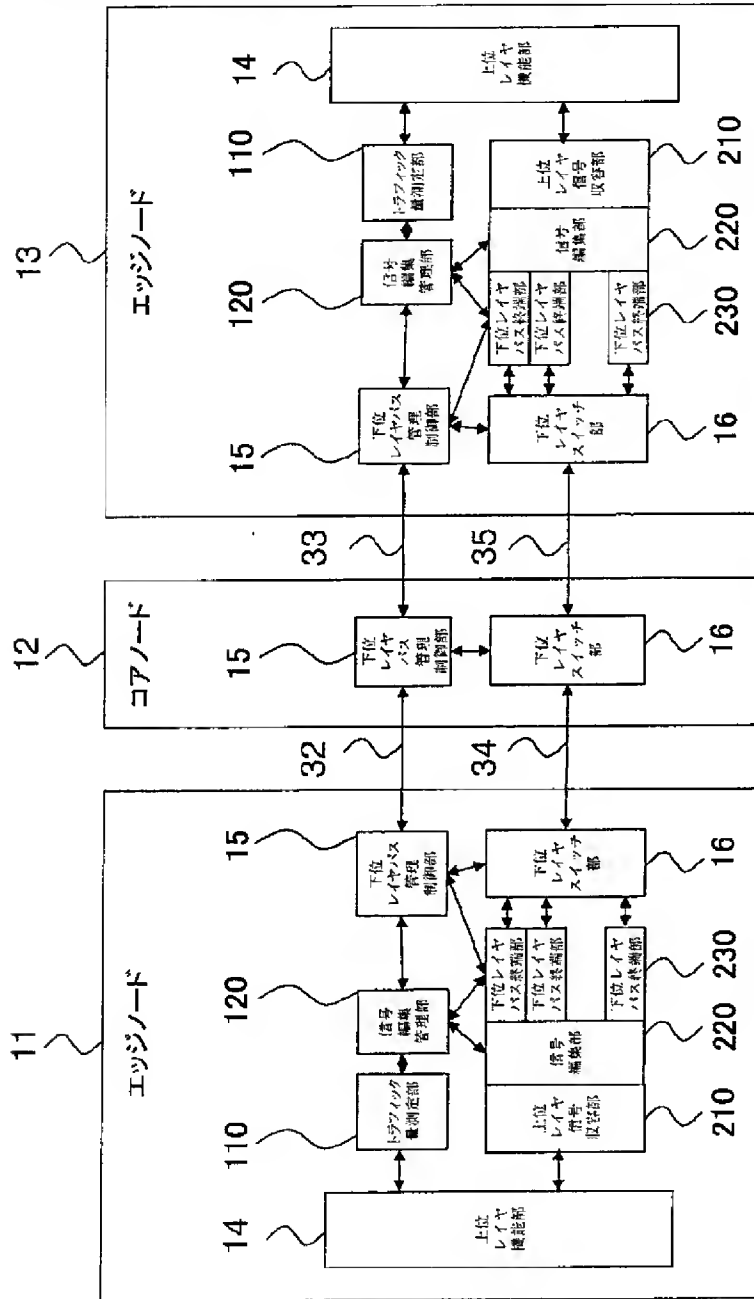 11
エッジノード
14
上位
レイヤ
機能部
110
トラフィック
量測定部
120
信号
編集
管理部
15
下位
レイヤパス
管理
制御部
210
上位
レイヤ
信号
収容部
220
信号
編集部
230
下位レイヤ
パス終端部
下位レイヤ
パス終端部
下位レイヤ
パス終端部
16
下位
レイヤ
スイッチ
部
32
34
12
コアノード
15
下位
レイヤ
パス
管理
制御部
16
下位
レイヤ
スイッチ
部
33
35
13
エッジノード
15
下位
レイヤパス
管理
制御部
120
信号
編集
管理部
110
トラフィック
量測定部
14
上位
レイヤ
機能部
16
下位
レイヤ
スイッチ
部
230
下位レイヤ
パス終端部
下位レイヤ
パス終端部
下位レイヤ
パス終端部
220
信号
編集部
210
上位
レイヤ
信号
収容部